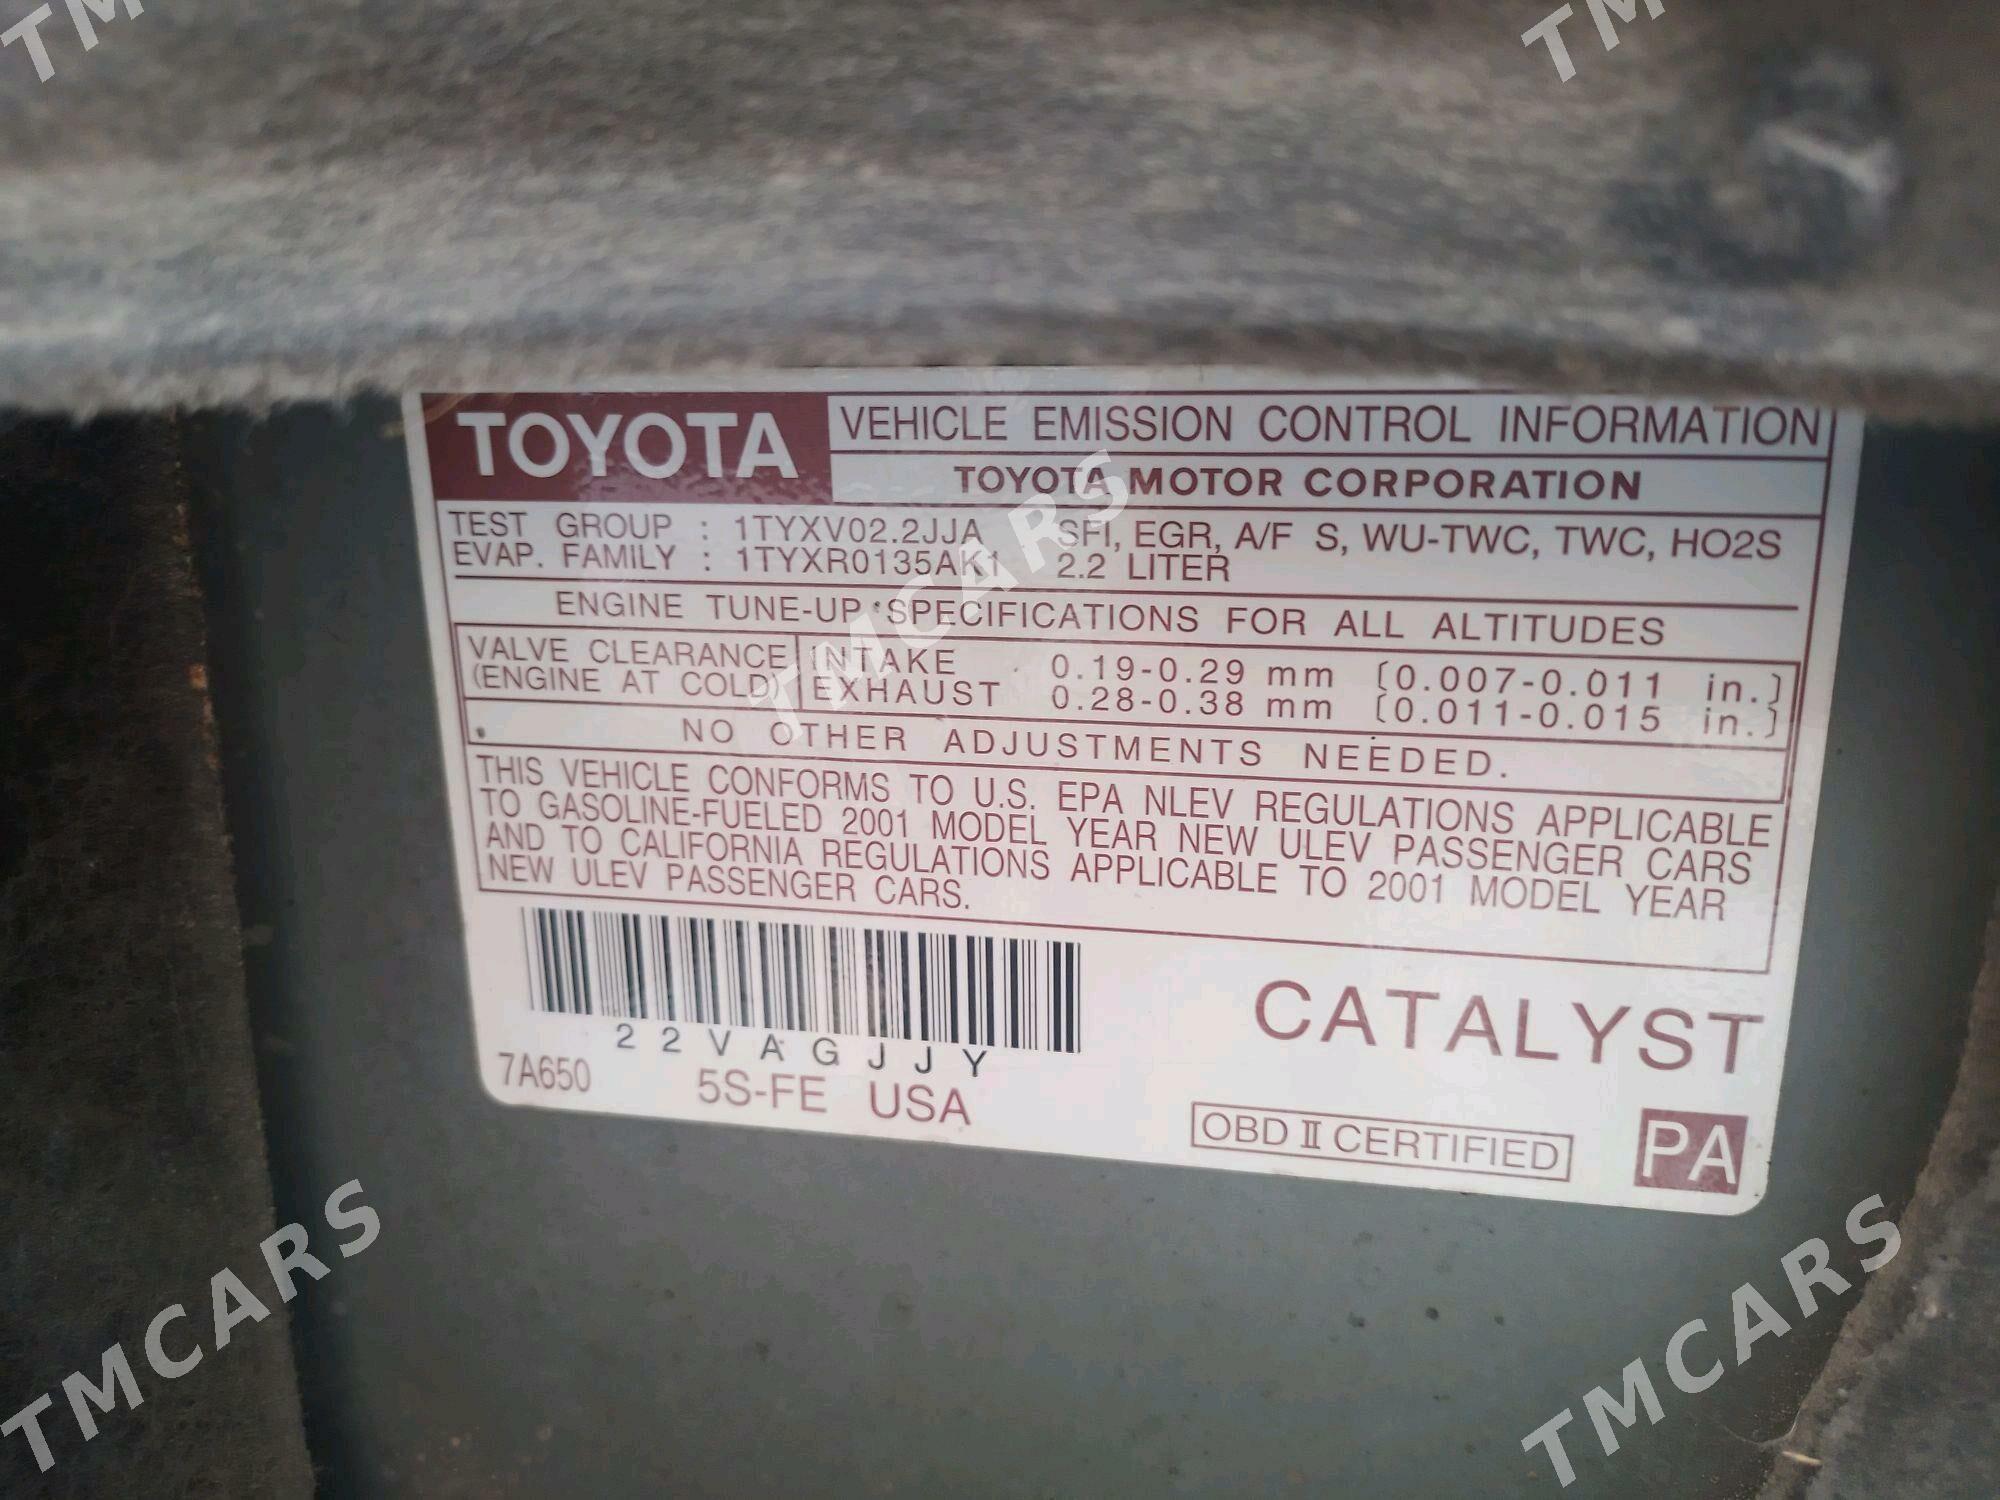 TMCARS
TMCARS
TOYOTA VEHICLE EMISSION CONTROL INFORMATION
TOYOTA MOTOR CORPORATION
TEST GROUP : 1TYXV02.2JJA SFI, EGR, A/F S, WU-TWC, TWC, HO2S
EVAP. FAMILY : 1TYXR0135AK1 2.2 LITER
ENGINE TUNE-UP SPECIFICATIONS FOR ALL ALTITUDES
VALVE CLEARANCE INTAKE 0.19-0.29 mm [0.007-0.011 in.]
(ENGINE AT COLD) EXHAUST 0.28-0.38 mm [0.011-0.015 in.]
NO OTHER ADJUSTMENTS NEEDED.
THIS VEHICLE CONFORMS TO U.S. EPA NLEV REGULATIONS APPLICABLE
TO GASOLINE-FUELED 2001 MODEL YEAR NEW ULEV PASSENGER CARS
AND TO CALIFORNIA REGULATIONS APPLICABLE TO 2001 MODEL YEAR
NEW ULEV PASSENGER CARS.
TMCARS
22VAGJJY
CATALYST
7A650 5S-FE USA
OBD II CERTIFIED PA
TMCARS
TMCARS